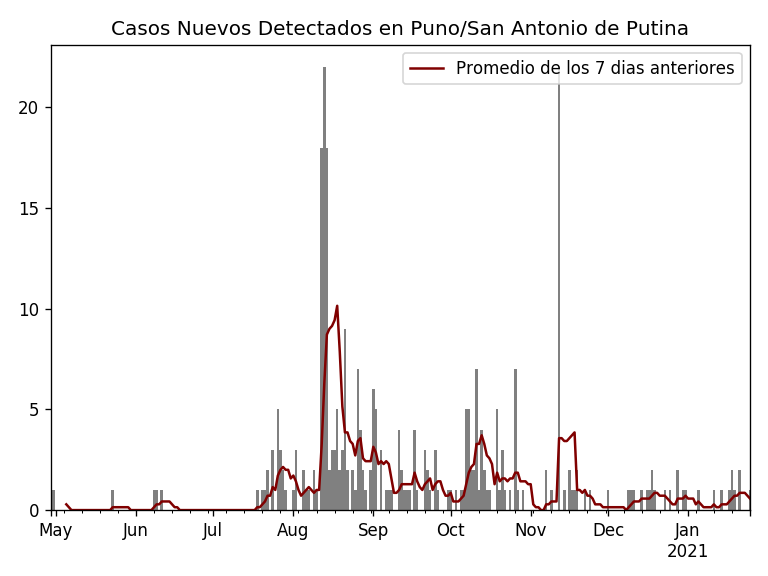 Casos Nuevos Detectados en Puno/San Antonio de Putina
Promedio de los 7 dias anteriores
20
15
10
5
0
May Jun Jul Aug Sep Oct Nov Dec Jan
2021